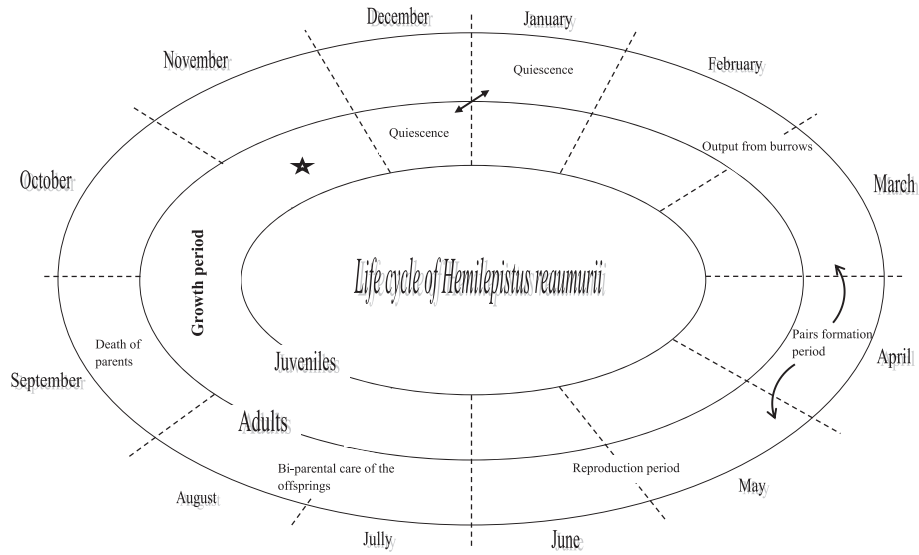 December
January
November
February
Quiescence
Quiescence
Output from burrows
October
March
Growth period
Life cycle of Hemilepistus reaumurii
Death of
parents
Pairs formation
period
Juveniles
April
September
Adults
Bi-parental care of the
offsprings
Reproduction period
August
May
Jully
June